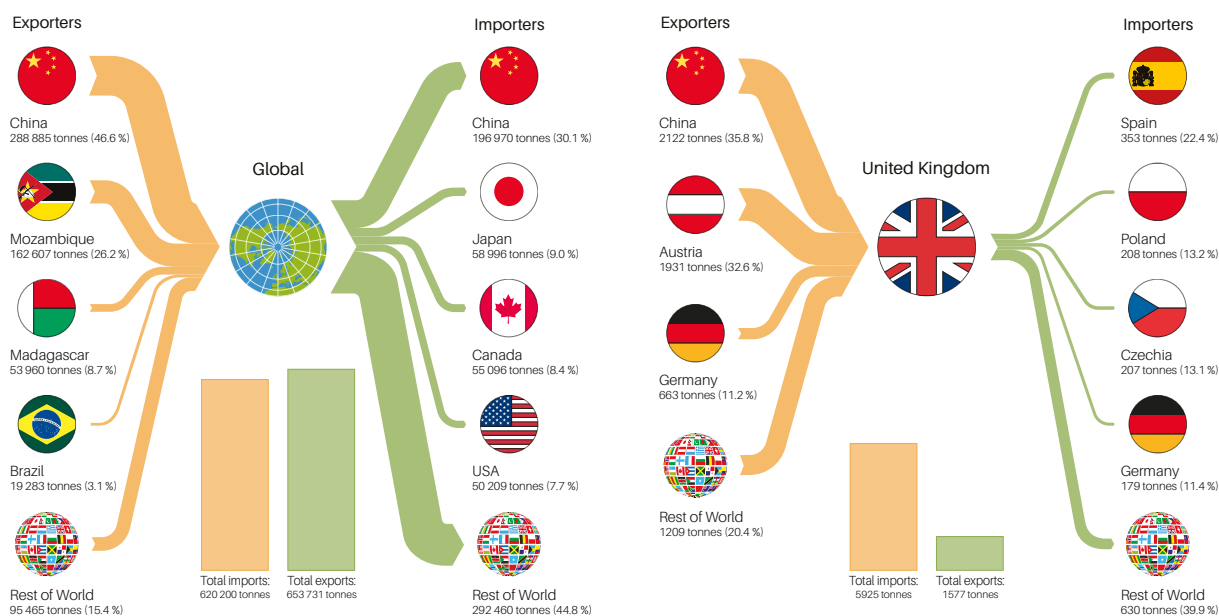 Exporters
China
288 885 tonnes (46.6 %)
Mozambique
162 607 tonnes (26.2 %)
Madagascar
53 960 tonnes (8.7 %)
Brazil
19 283 tonnes (3.1 %)
Rest of World
95 465 tonnes (15.4 %)
Global
Total imports:
620 200 tonnes
Total exports:
653 731 tonnes
Importers
China
196 970 tonnes (30.1 %)
Japan
58 996 tonnes (9.0 %)
Canada
55 096 tonnes (8.4 %)
USA
50 209 tonnes (7.7 %)
Rest of World
292 460 tonnes (44.8 %)
Exporters
China
2122 tonnes (35.8 %)
Austria
1931 tonnes (32.6 %)
Germany
663 tonnes (11.2 %)
Rest of World
1209 tonnes (20.4 %)
United Kingdom
Total imports:
5925 tonnes
Total exports:
1577 tonnes
Importers
Spain
353 tonnes (22.4 %)
Poland
208 tonnes (13.2 %)
Czechia
207 tonnes (13.1 %)
Germany
179 tonnes (11.4 %)
Rest of World
630 tonnes (39.9 %)